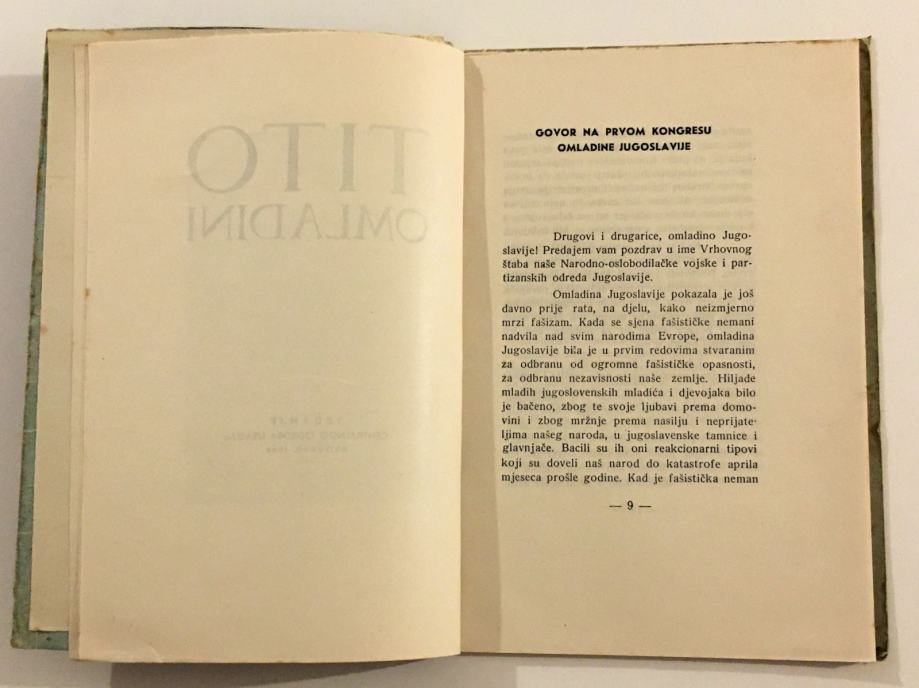 TITO
OMLADINI
GOVOR NA PRVOM KONGRESU
OMLADINE JUGOSLAVIJE
Drugovi i drugarice, omladino Jugo-
slavije! Predajem vam pozdrav u ime Vrhovnog
štaba naše Narodno-oslobodilačke vojske i par-
tizanskih odreda Jugoslavije.
Omladina Jugoslavije pokazala je još
davno prije rata, na djelu, kako neizmjerno
mrzi fašizam. Kada se sjena fašističke nemani
nadvila nad svim narodima Evrope, omladina
Jugoslavije bila je u prvim redovima stvaranim
za odbranu od ogromne fašističke opasnosti,
za odbranu nezavisnosti naše zemlje. Hiljade
mladih jugoslovenskih mladića i djevojaka bilo
je bačeno, zbog te svoje ljubavi prema domo-
vini i zbog mržnje prema nasilju i neprijate-
ljima našeg naroda, u jugoslavenske tamnice i
glavnjače. Bacili su ih oni reakcionarni tipovi
koji su doveli naš narod do katastrofe aprila
mjeseca prošle godine. Kad je fašistička neman
— 9 —